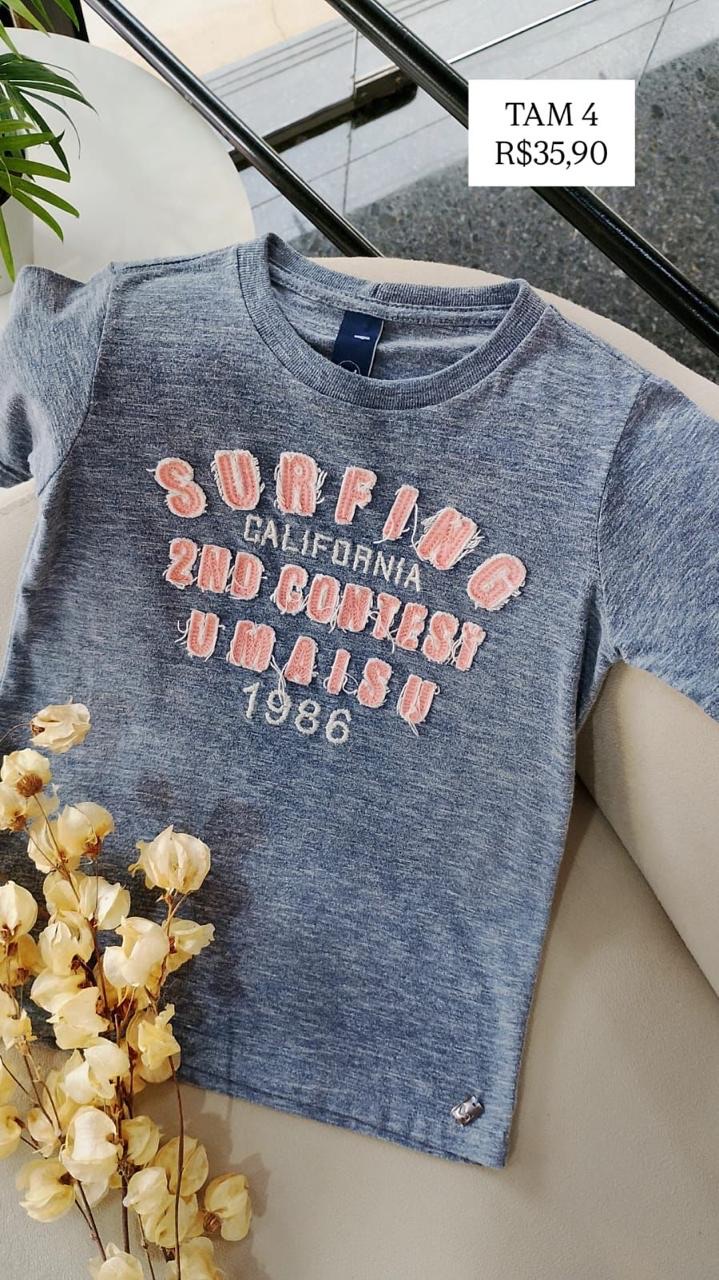 TAM 4
R$35,90
SURFING
CALIFORNIA
2ND CONTEST
UMAISU
1986